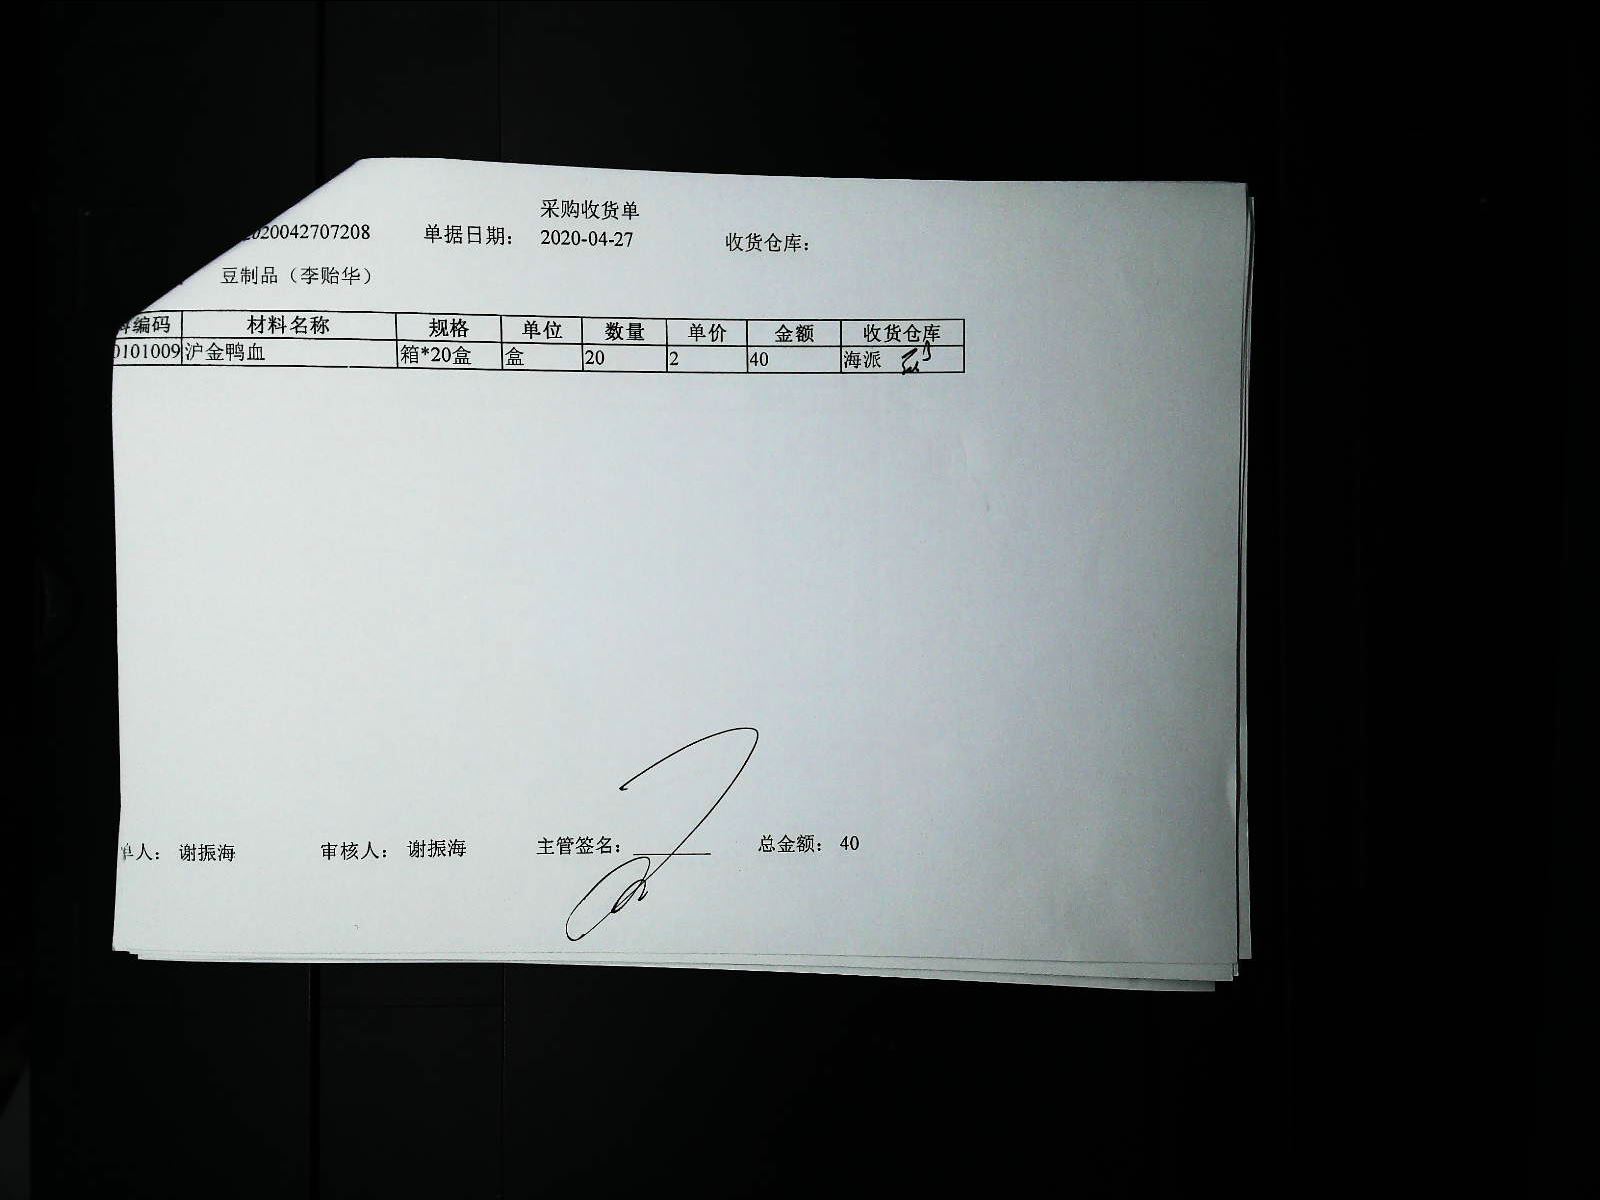 采购收货单
2020042707208 单据日期： 2020-04-27 收货仓库：
豆制品（李贻华）
料编码 材料名称 规格 单位 数量 单价 金额 收货仓库
0101009 沪金鸭血 箱*20盒 盒 20 2 40 海派
单人： 谢振海 审核人： 谢振海 主管签名： 总金额： 40